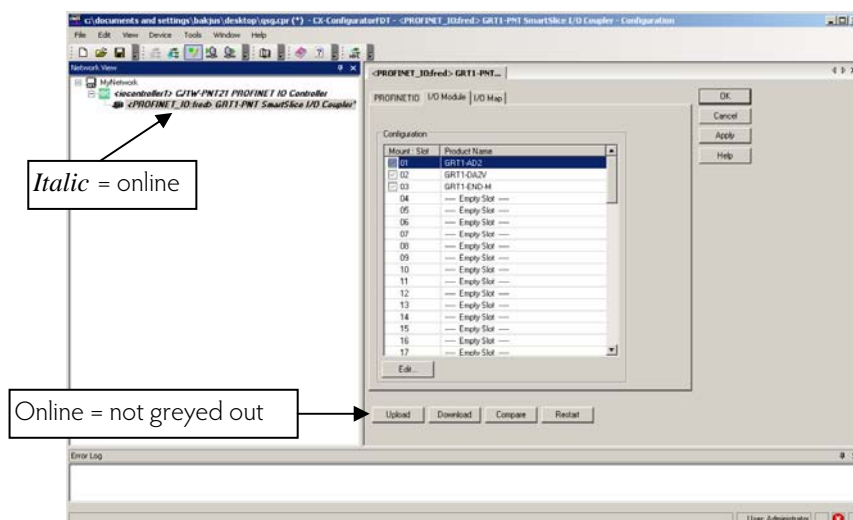 c:\documents and settings\bakjus\desktop\qsg.cpr (*) - CX-ConfiguratorFDT - <PROFINET_IO:fred> GRT1-PNT SmartSlice I/O Coupler - Configuration
File Edit View Device Tools Window Help
Network View
MyNetwork
<iocontroller1> CJ1W-PNT21 PROFINET IO Controller
<PROFINET_IO:fred> GRT1-PNT SmartSlice I/O Coupler*
<PROFINET_IO:fred> GRT1-PNT...
PROFINETIO I/O Module I/O Map
OK
Cancel
Apply
Help
Configuration
Mount : Slot Product Name
01 GRT1-AD2
02 GRT1-DA2V
03 GRT1-END-M
04 ---- Empty Slot ----
05 ---- Empty Slot ----
06 ---- Empty Slot ----
07 ---- Empty Slot ----
08 ---- Empty Slot ----
09 ---- Empty Slot ----
10 ---- Empty Slot ----
11 ---- Empty Slot ----
12 ---- Empty Slot ----
13 ---- Empty Slot ----
14 ---- Empty Slot ----
15 ---- Empty Slot ----
16 ---- Empty Slot ----
17 ---- Empty Slot ----
Edit...
Italic = online
Online = not greyed out
Upload Download Compare Restart
Error Log
User: Administrator